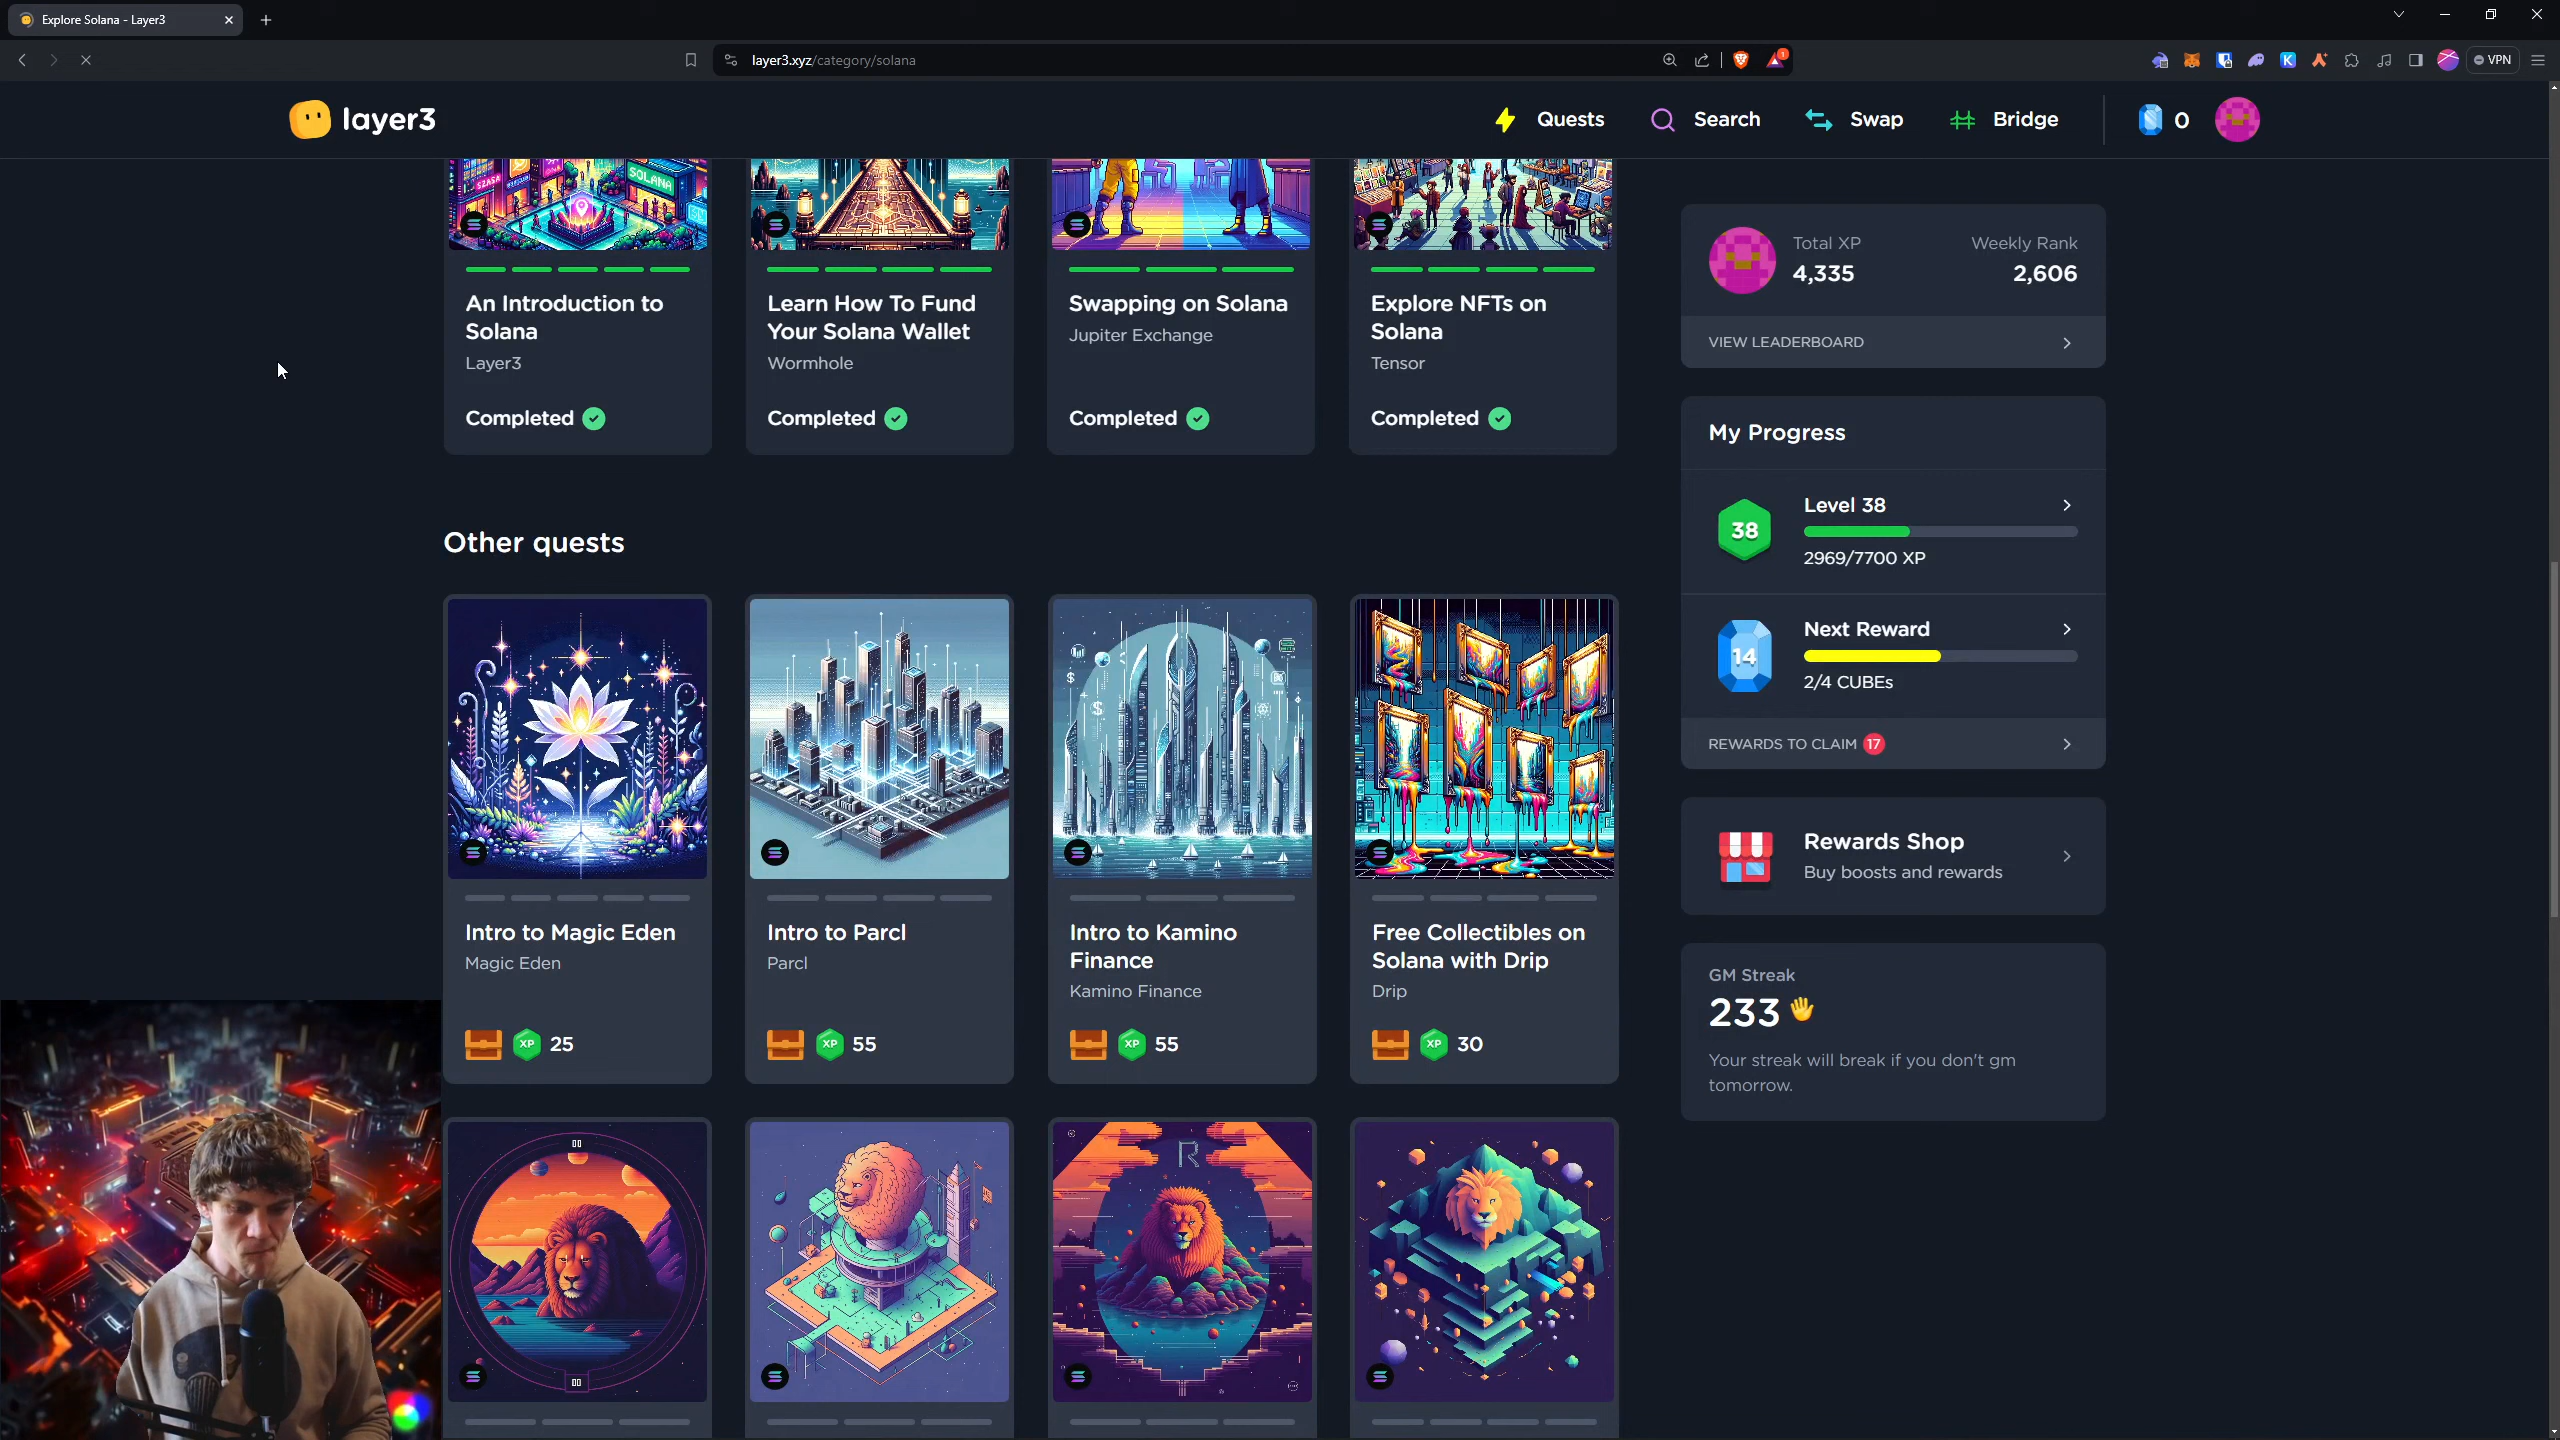 Explore Solana - Layer3
layer3.xyz/category/solana
1
VPN
layer3
Quests
Search
Swap
Bridge
0
SOLANA
An Introduction to
Solana
Layer3
Completed
Learn How To Fund
Your Solana Wallet
Wormhole
Completed
Swapping on Solana
Jupiter Exchange
Completed
Explore NFTs on
Solana
Tensor
Completed
Total XP
4,335
Weekly Rank
2,606
VIEW LEADERBOARD
My Progress
38
Level 38
2969/7700 XP
14
Next Reward
2/4 CUBEs
REWARDS TO CLAIM 17
Rewards Shop
Buy boosts and rewards
GM Streak
233
Your streak will break if you don't gm
tomorrow.
Other quests
Intro to Magic Eden
Magic Eden
XP 25
Intro to Parcl
Parcl
XP 55
Intro to Kamino
Finance
Kamino Finance
XP 55
Free Collectibles on
Solana with Drip
Drip
XP 30
R